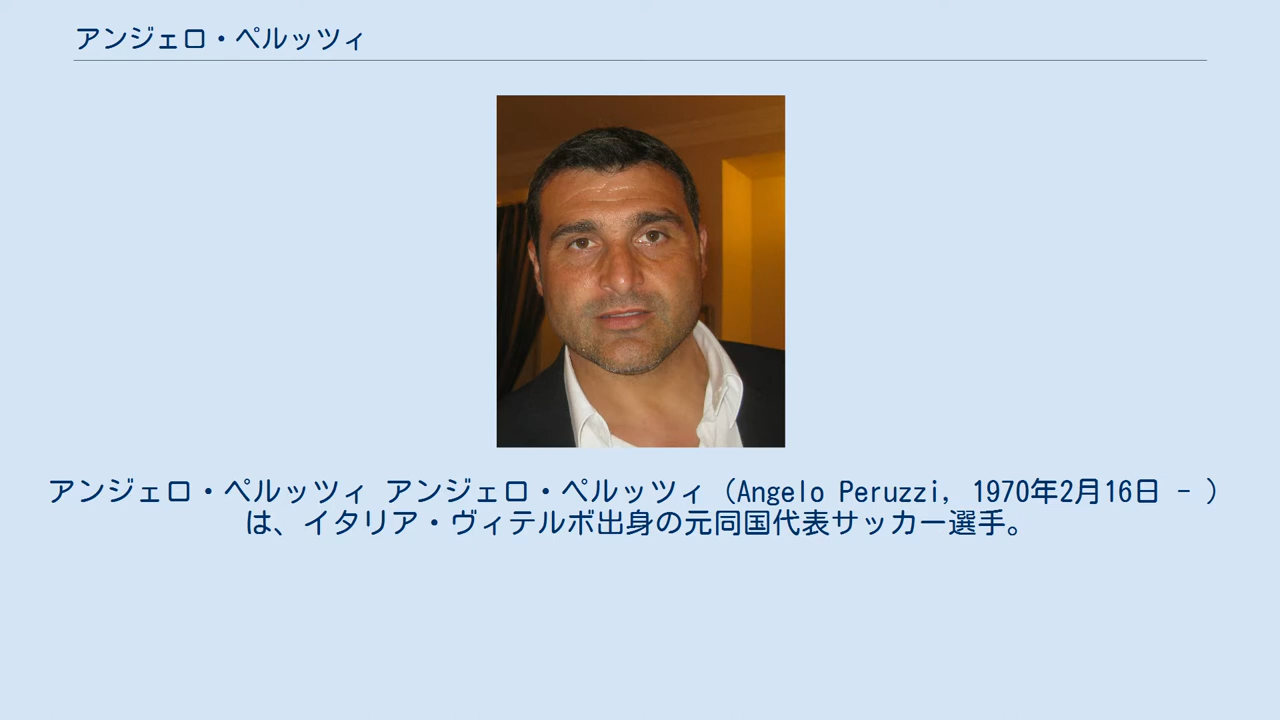 アンジェロ・ペルッツィ
アンジェロ・ペルッツィ アンジェロ・ペルッツィ（Angelo Peruzzi, 1970年2月16日 - ）
は、イタリア・ヴィテルボ出身の元同国代表サッカー選手。